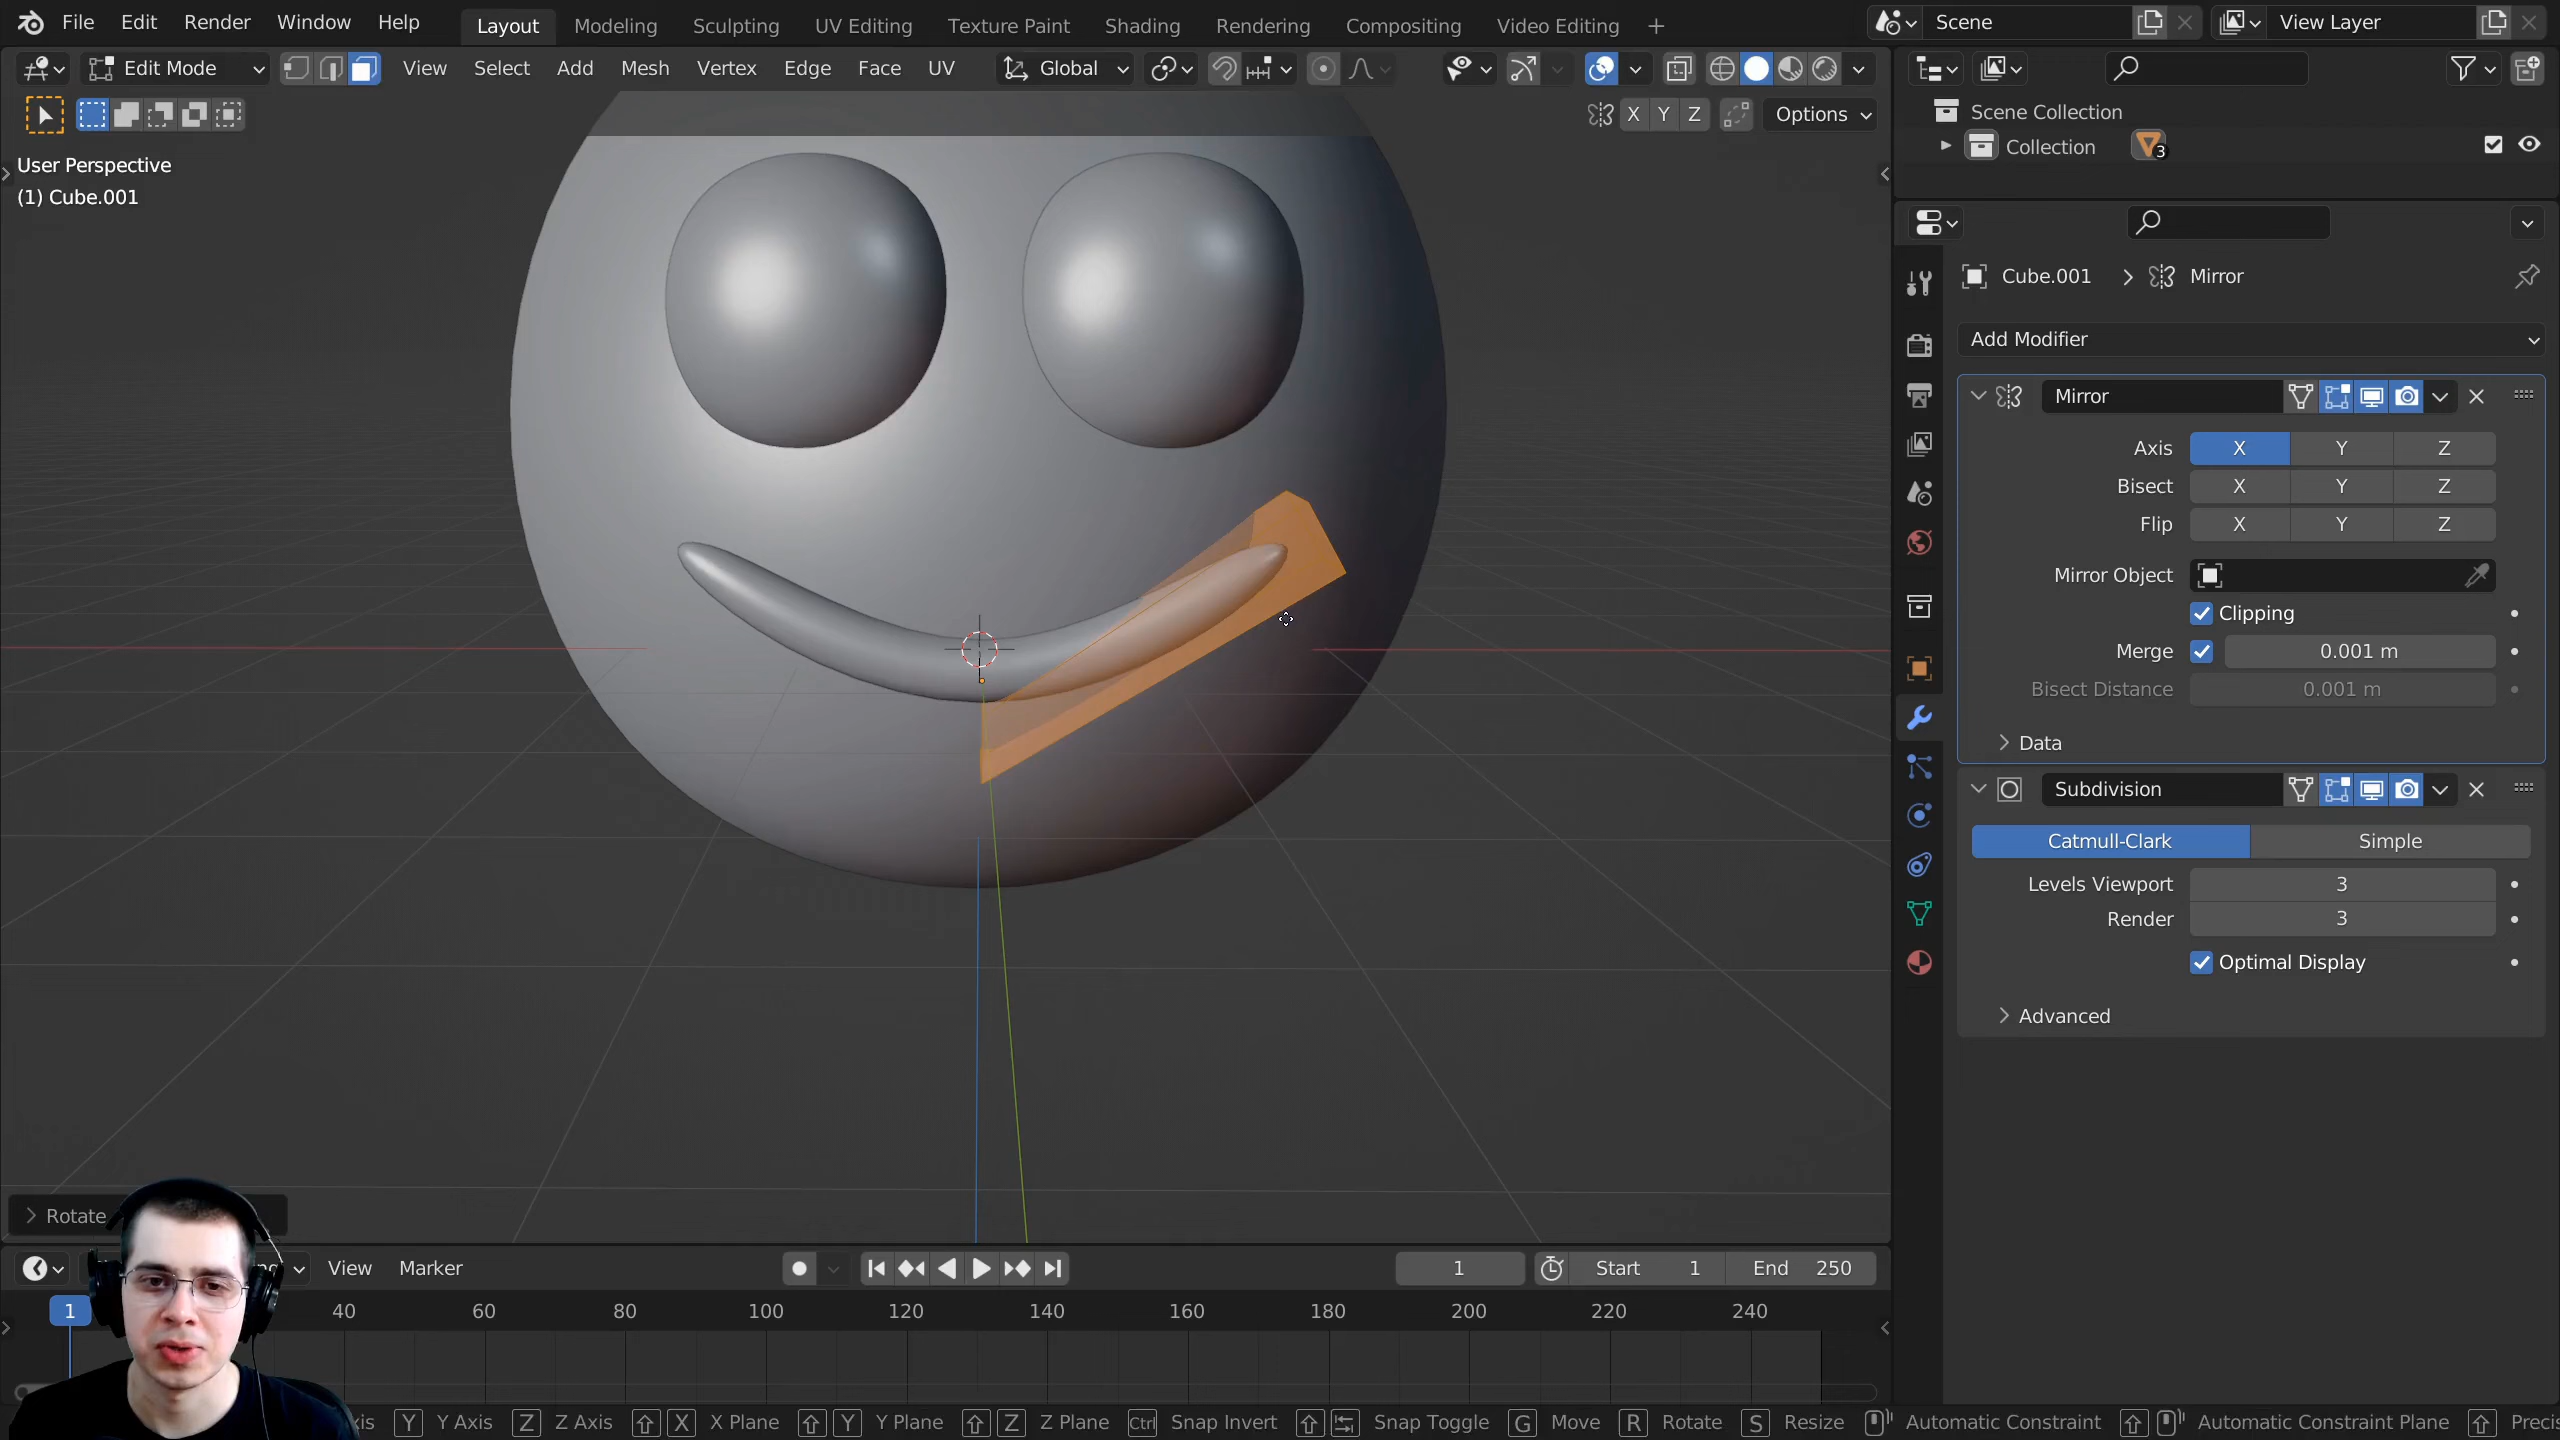 File Edit Render Window Help Layout Modeling Sculpting UV Editing Texture Paint Shading Rendering Compositing Video Editing + Scene View Layer
Edit Mode View Select Add Mesh Vertex Edge Face UV Global
X Y Z Options
User Perspective
(1) Cube.001
Scene Collection
Collection 3
Cube.001 > Mirror
Add Modifier
Mirror
Axis X Y Z
Bisect X Y Z
Flip X Y Z
Mirror Object
Clipping
Merge 0.001 m
Bisect Distance 0.001 m
Data
Subdivision
Catmull-Clark Simple
Levels Viewport 3
Render 3
Optimal Display
Advanced
Rotate
View Marker 1 Start 1 End 250
1 40 60 80 100 120 140 160 180 200 220 240
Y Y Axis Z Z Axis X X Plane Y Y Plane Z Z Plane Ctrl Snap Invert Snap Toggle G Move R Rotate S Resize Automatic Constraint Automatic Constraint Plane